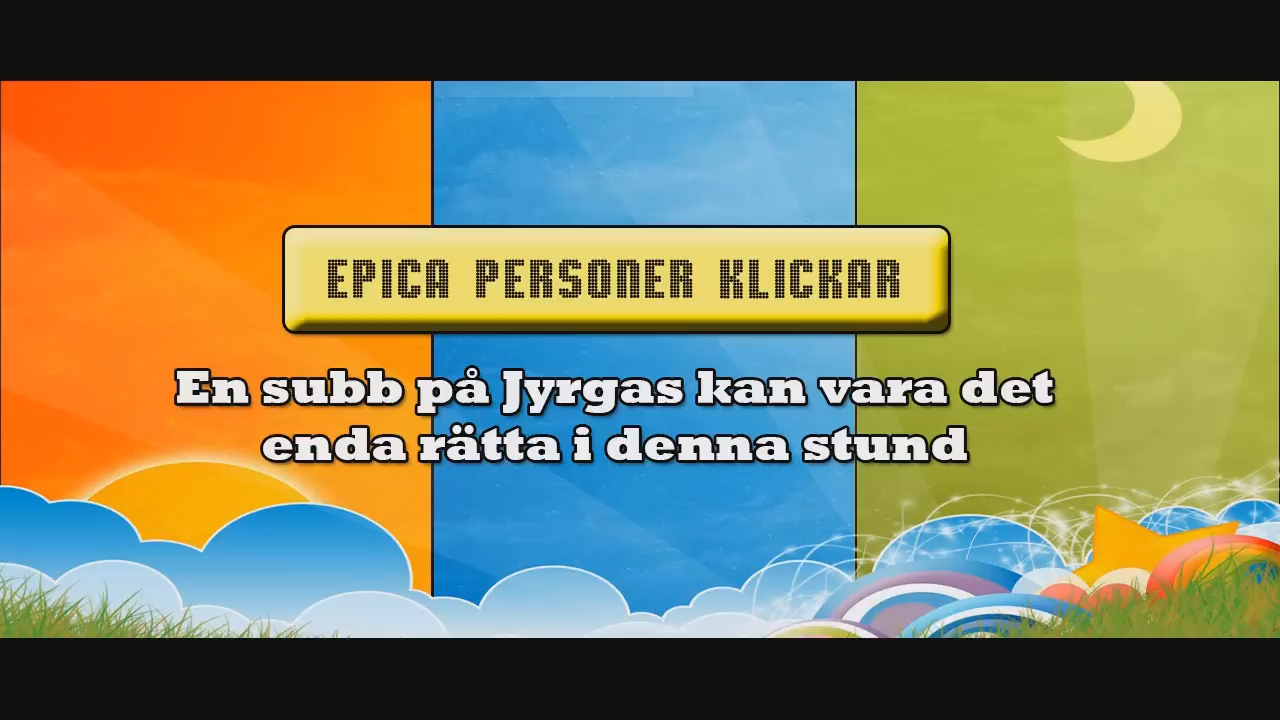 EPICA PERSONER KLICKAR
En subb på Jyrgas kan vara det
enda rätta i denna stund